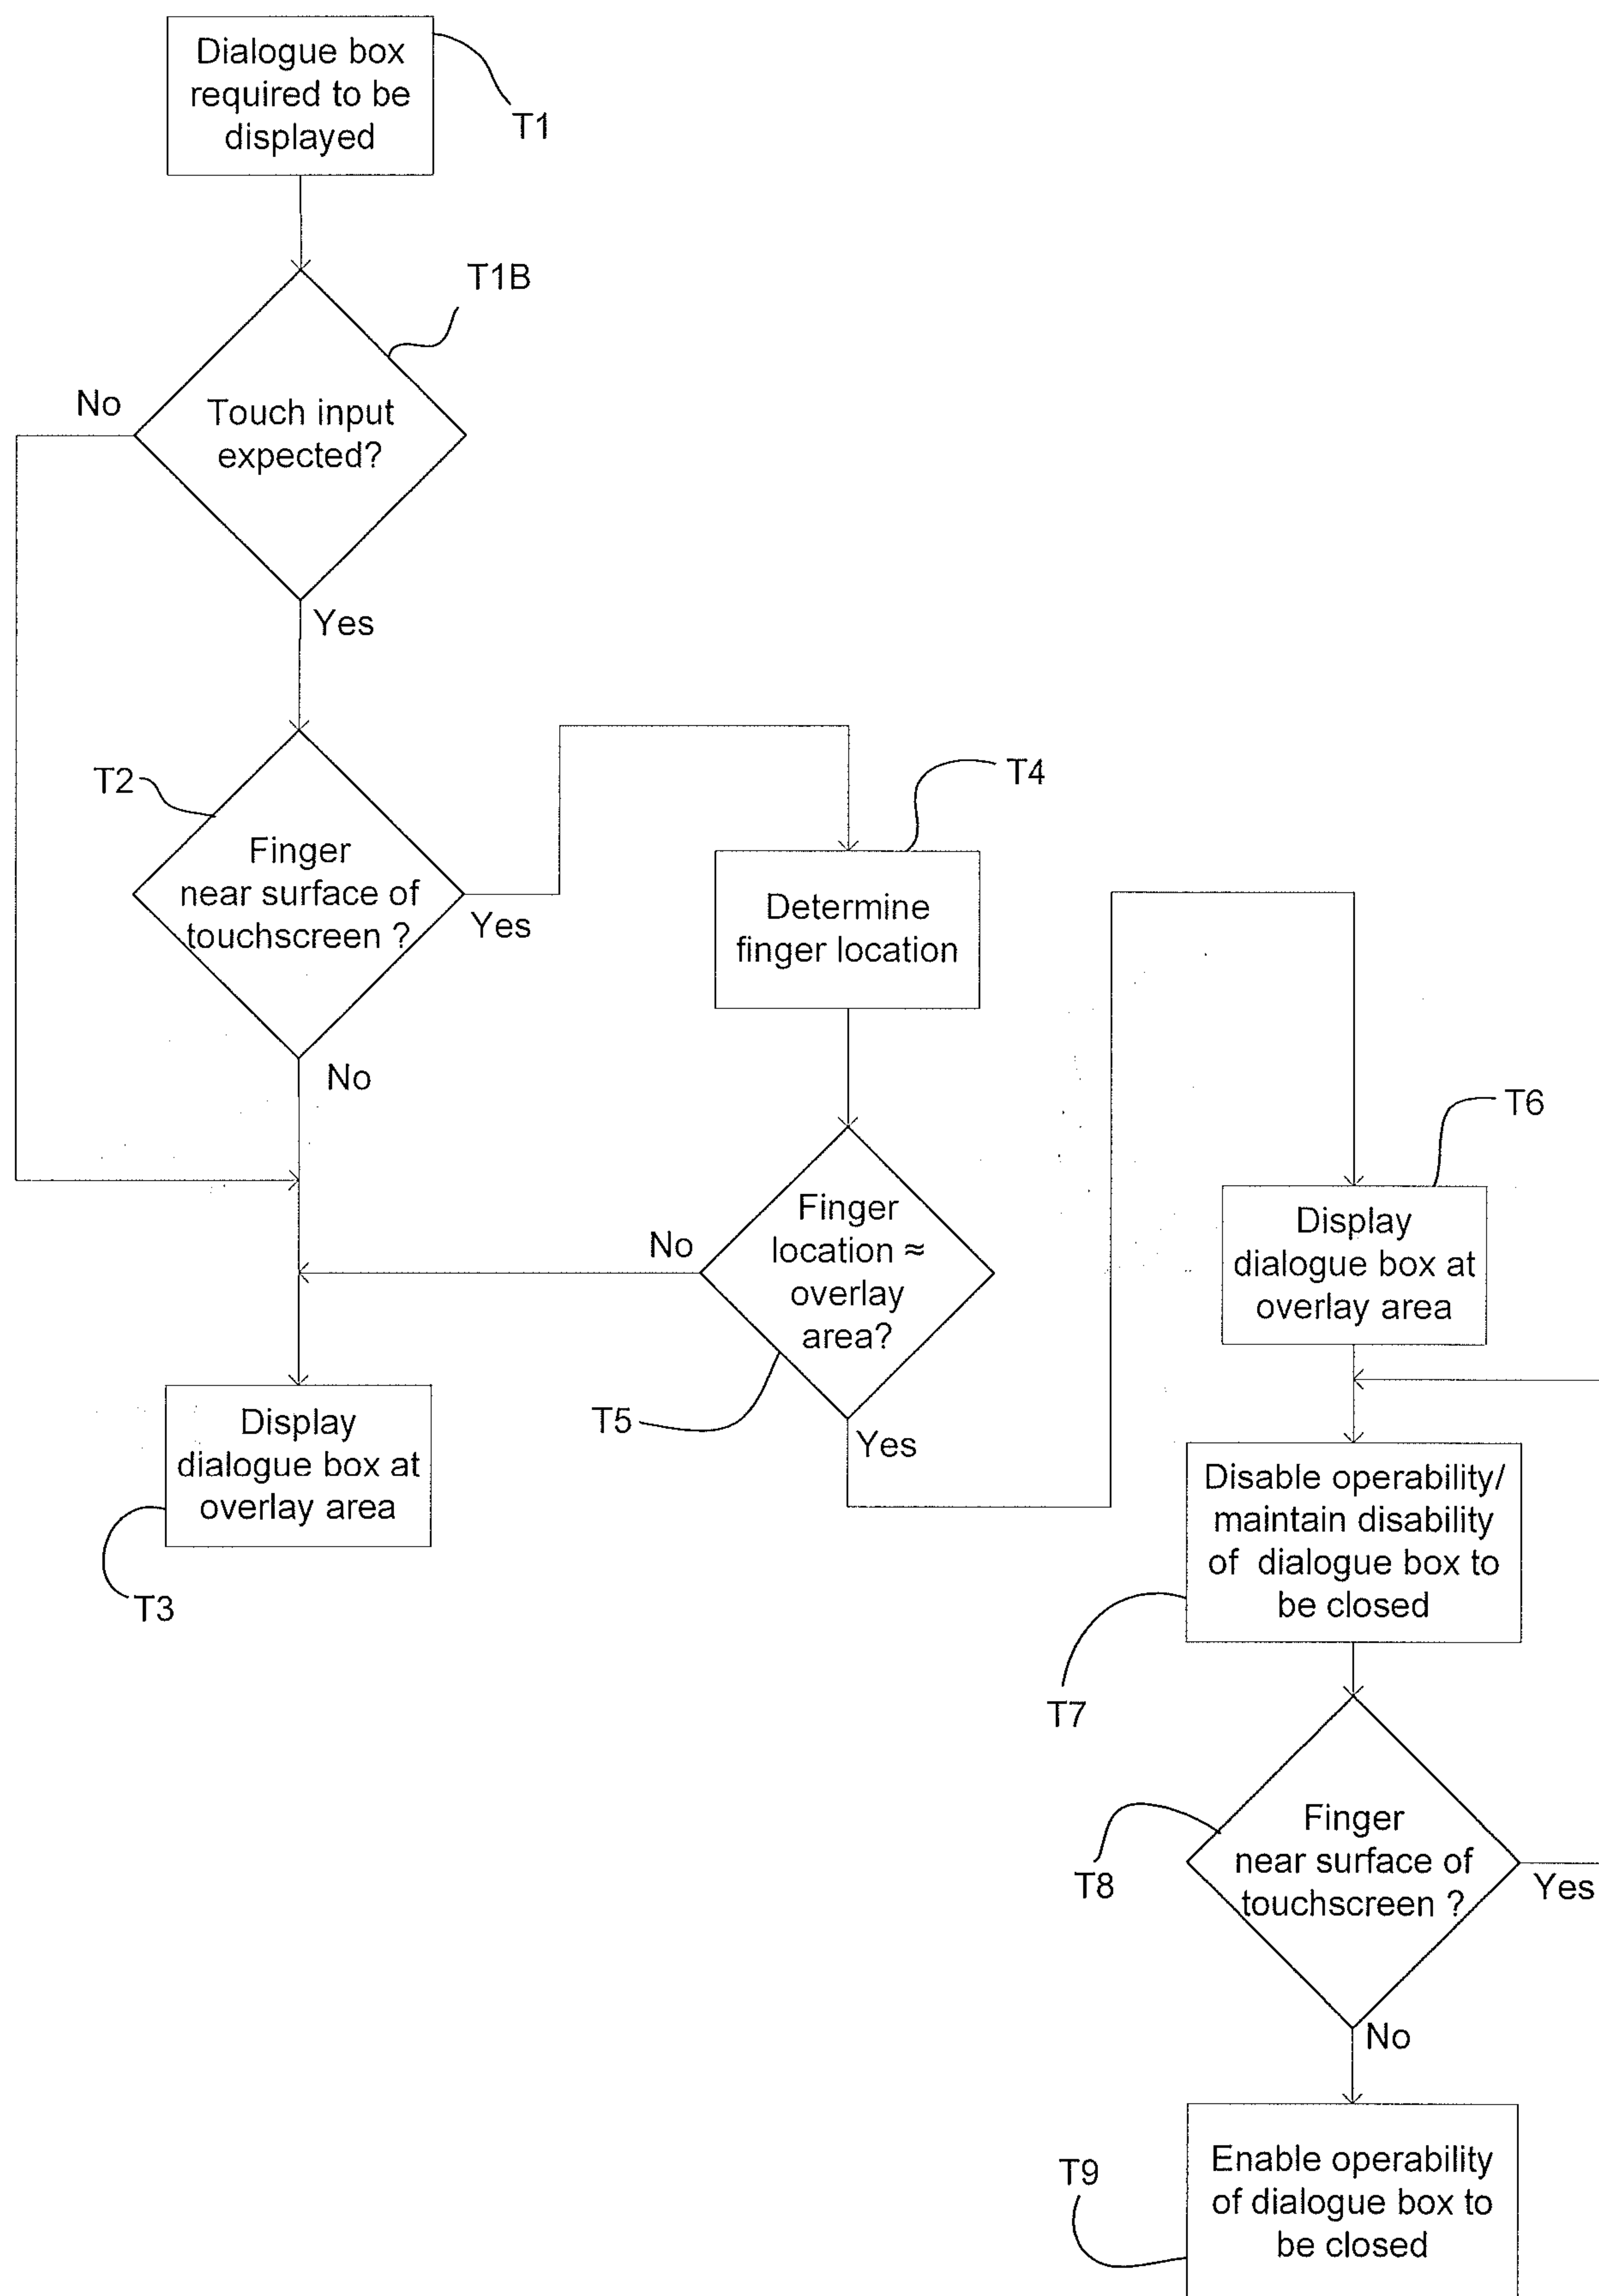 Dialogue box
required to be
displayed
T1
T1B
No
Touch input
expected?
Yes
T2
Finger
near surface of
touchscreen ?
Yes
No
T4
Determine
finger location
T6
Finger
location ≈
overlay
area?
No
T5
Yes
Display
dialogue box at
overlay area
T3
Display
dialogue box at
overlay area
Disable operability/
maintain disability
of dialogue box to
be closed
T7
Finger
near surface of
touchscreen ?
T8
Yes
No
T9
Enable operability
of dialogue box to
be closed